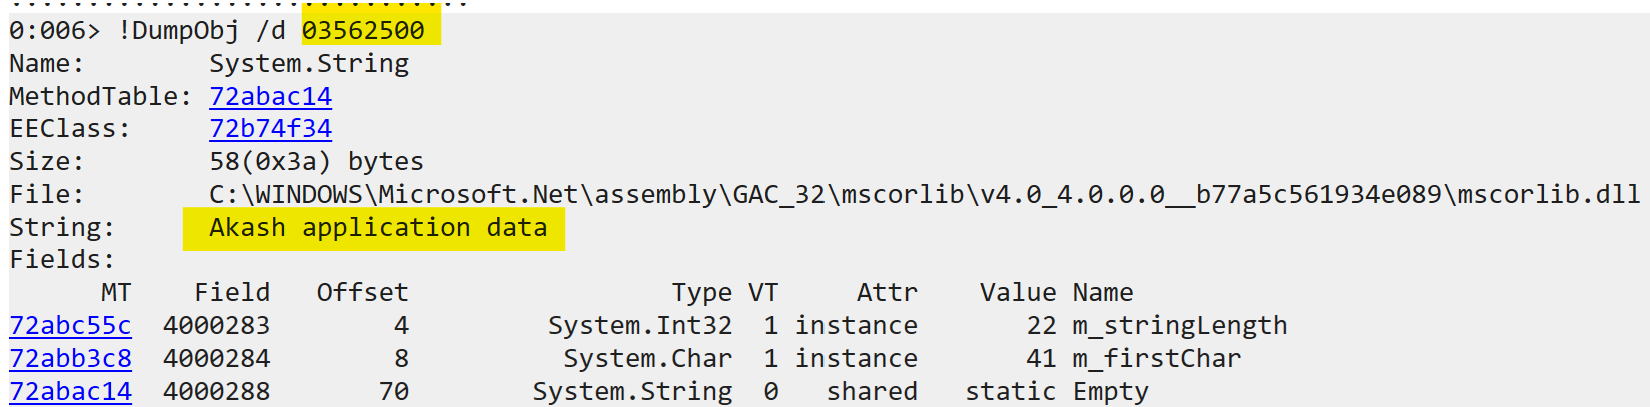 0:006> !DumpObj /d 03562500
Name:        System.String
MethodTable: 72abac14
EEClass:     72b74f34
Size:        58(0x3a) bytes
File:        C:\WINDOWS\Microsoft.Net\assembly\GAC_32\mscorlib\v4.0_4.0.0.0__b77a5c561934e089\mscorlib.dll
String:      Akash application data
Fields:
      MT    Field   Offset                 Type VT     Attr    Value Name
72abc55c  4000283        4         System.Int32  1 instance       22 m_stringLength
72abb3c8  4000284        8          System.Char  1 instance       41 m_firstChar
72abac14  4000288       70        System.String  0   shared   static Empty